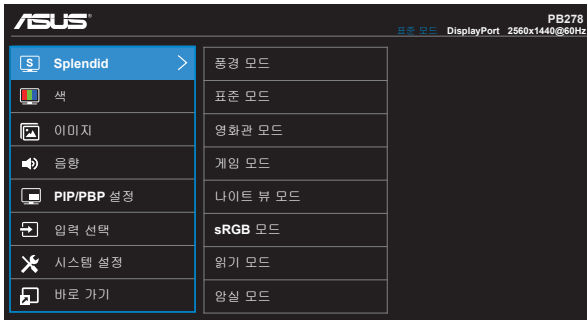 ASUS
PB278
표준 모드 DisplayPort 2560x1440@60Hz
Splendid
색
이미지
음향
PIP/PBP 설정
입력 선택
시스템 설정
바로 가기
풍경 모드
표준 모드
영화관 모드
게임 모드
나이트 뷰 모드
sRGB 모드
읽기 모드
암실 모드